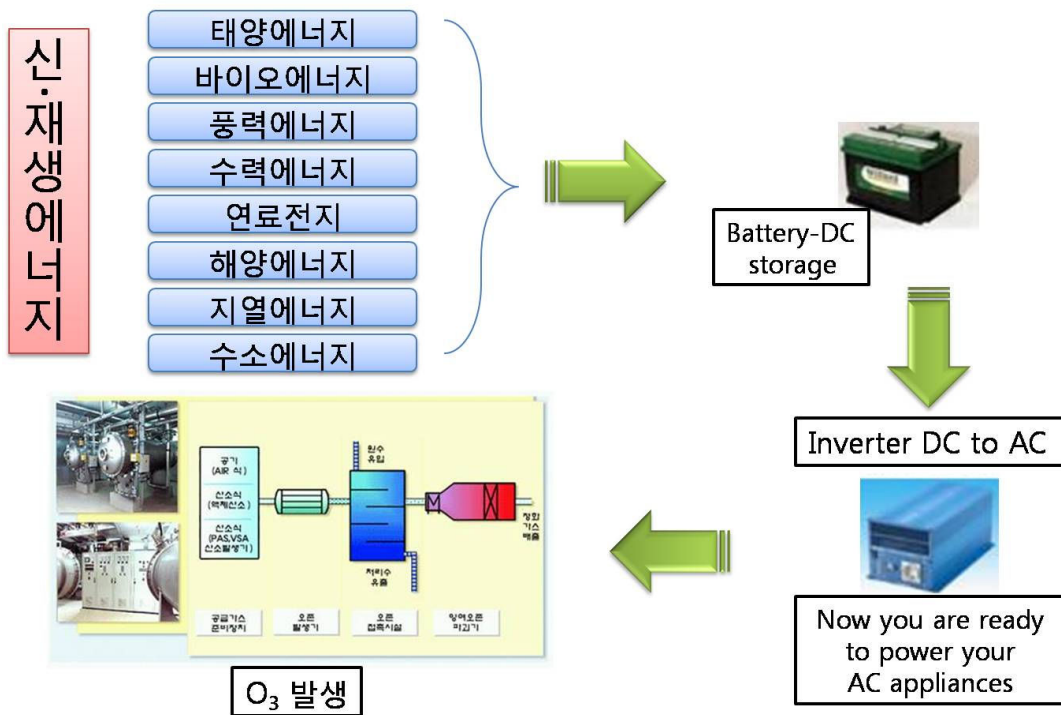 신·재생에너지
태양에너지
바이오에너지
풍력에너지
수력에너지
연료전지
해양에너지
지열에너지
수소에너지
Battery-DC
storage
Inverter DC to AC
Now you are ready
to power your
AC appliances
공기
(AIR 식)
산소식
(액체산소)
산소식
(PAS,VSA
산소발생기)
원수
유입
처리수
유출
M
가스
배출
공급가스
준비장치
오존
발생기
오존
접촉시설
잉여오존
파괴기
O₃ 발생